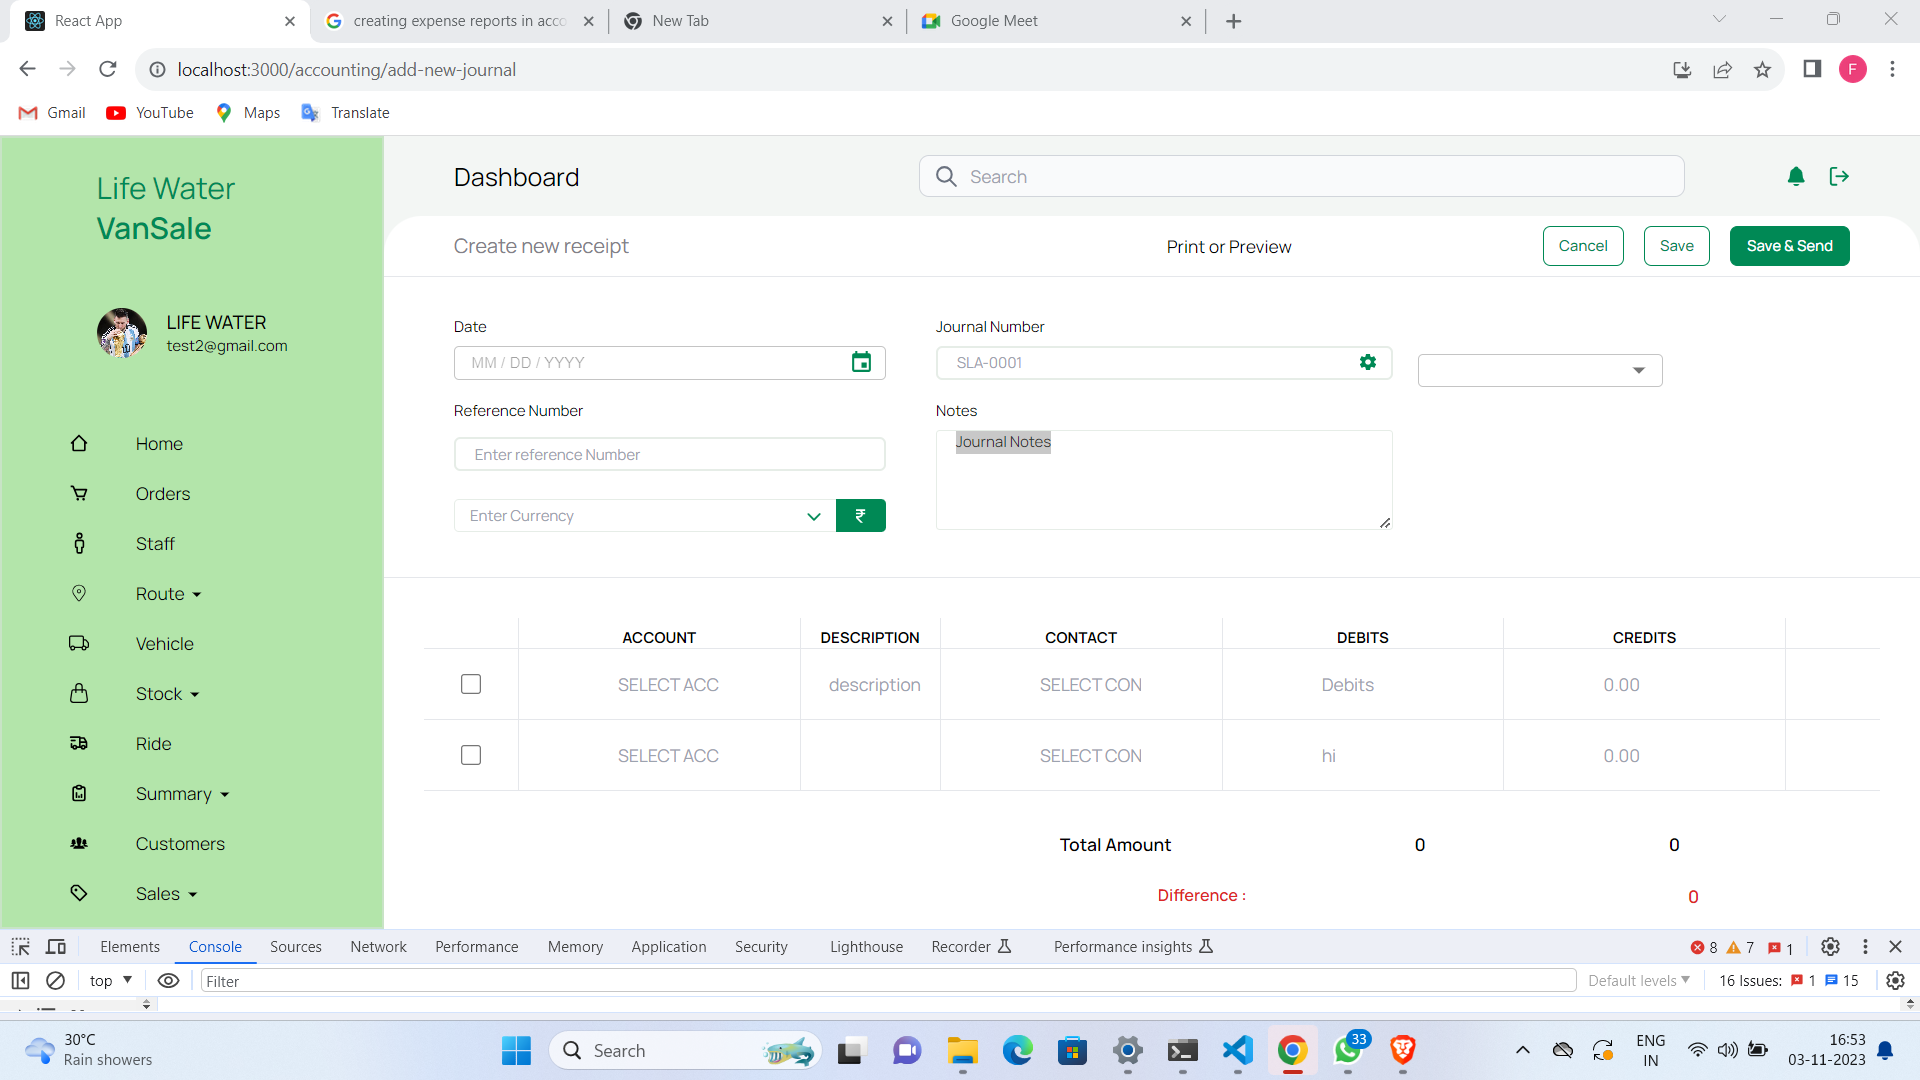 React App
creating expense reports in acco
New Tab
Google Meet
localhost:3000/accounting/add-new-journal
F
Gmail
YouTube
Maps
Translate
Life Water
VanSale
LIFE WATER
test2@gmail.com
Home
Orders
Staff
Route
Vehicle
Stock
Ride
Summary
Customers
Sales
Dashboard
Search
Create new receipt
Print or Preview
Cancel
Save
Save & Send
Date
MM / DD / YYYY
Journal Number
SLA-0001
Reference Number
Enter reference Number
Notes
Journal Notes
Enter Currency
₹
ACCOUNT DESCRIPTION CONTACT DEBITS CREDITS
SELECT ACC description SELECT CON Debits 0.00
SELECT ACC SELECT CON hi 0.00
Total Amount 0 0
Difference : 0
Elements Console Sources Network Performance Memory Application Security Lighthouse Recorder Performance insights 8 7 1
top Filter Default levels 16 Issues: 1 15
30°C
Rain showers
Search
33
ENG
IN
16:53
03-11-2023